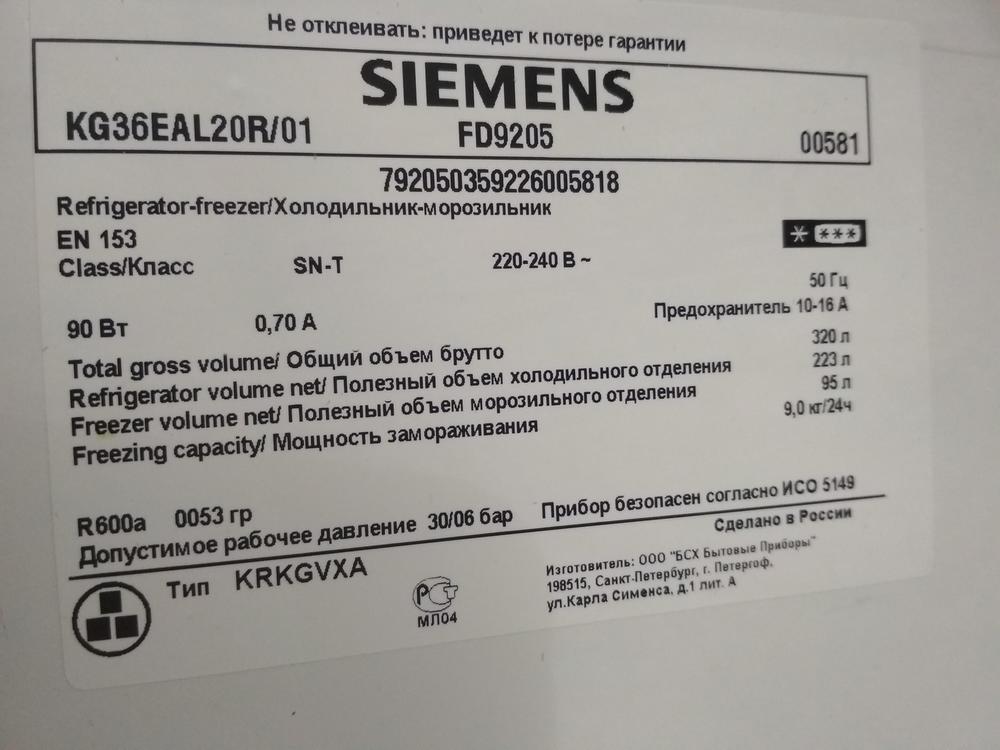 Не отклеивать: приведет к потере гарантии
SIEMENS
KG36EAL20R/01 FD9205 00581
792050359226005818
Refrigerator-freezer/Холодильник-морозильник
EN 153
Class/Класс SN-T 220-240 В ~
50 Гц
90 Вт 0,70 А Предохранитель 10-16 А
Total gross volume/ Общий объем брутто 320 л
Refrigerator volume net/ Полезный объем холодильного отделения 223 л
Freezer volume net/ Полезный объем морозильного отделения 95 л
Freezing capacity/ Мощность замораживания 9,0 кг/24ч
R600a 0053 гр Прибор безопасен согласно ИСО 5149
Допустимое рабочее давление 30/06 бар
Сделано в России
Тип KRKGVXA
МЛ04
Изготовитель: ООО "БСХ Бытовые Приборы"
198515, Санкт-Петербург, г. Петергоф,
ул.Карла Сименса, д.1 лит. А